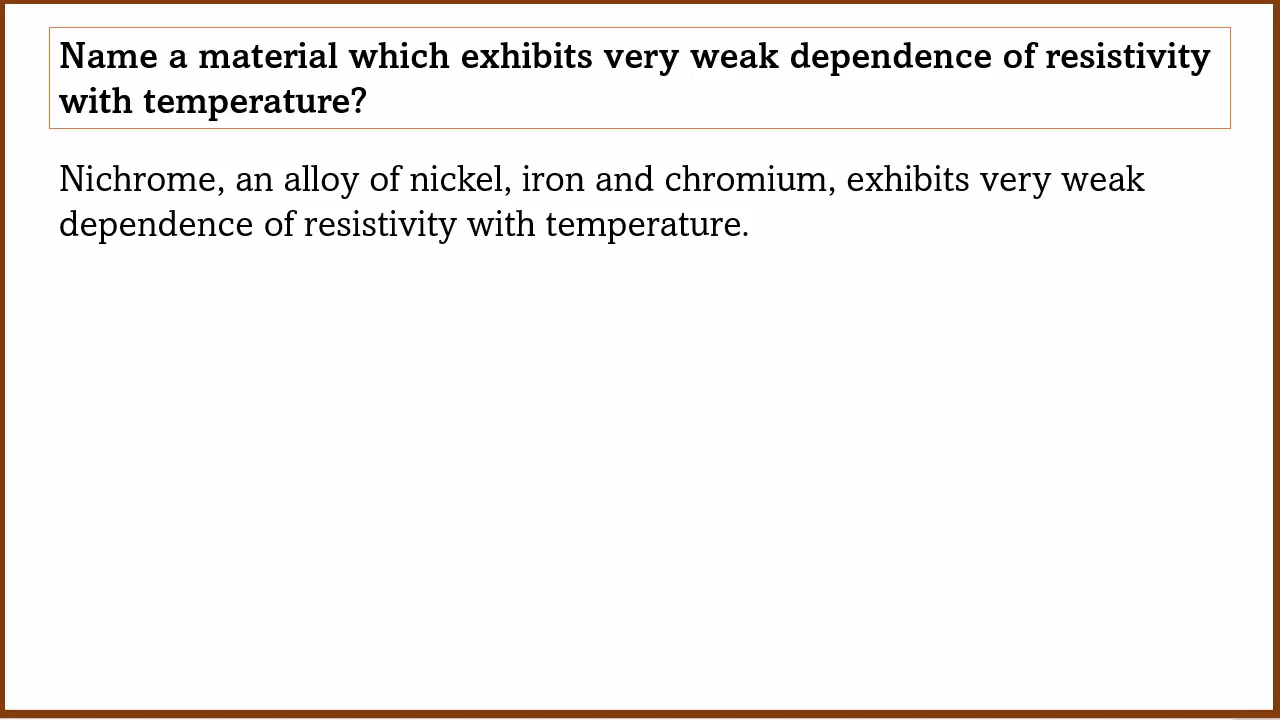 Name a material which exhibits very weak dependence of resistivity
with temperature?
Nichrome, an alloy of nickel, iron and chromium, exhibits very weak
dependence of resistivity with temperature.